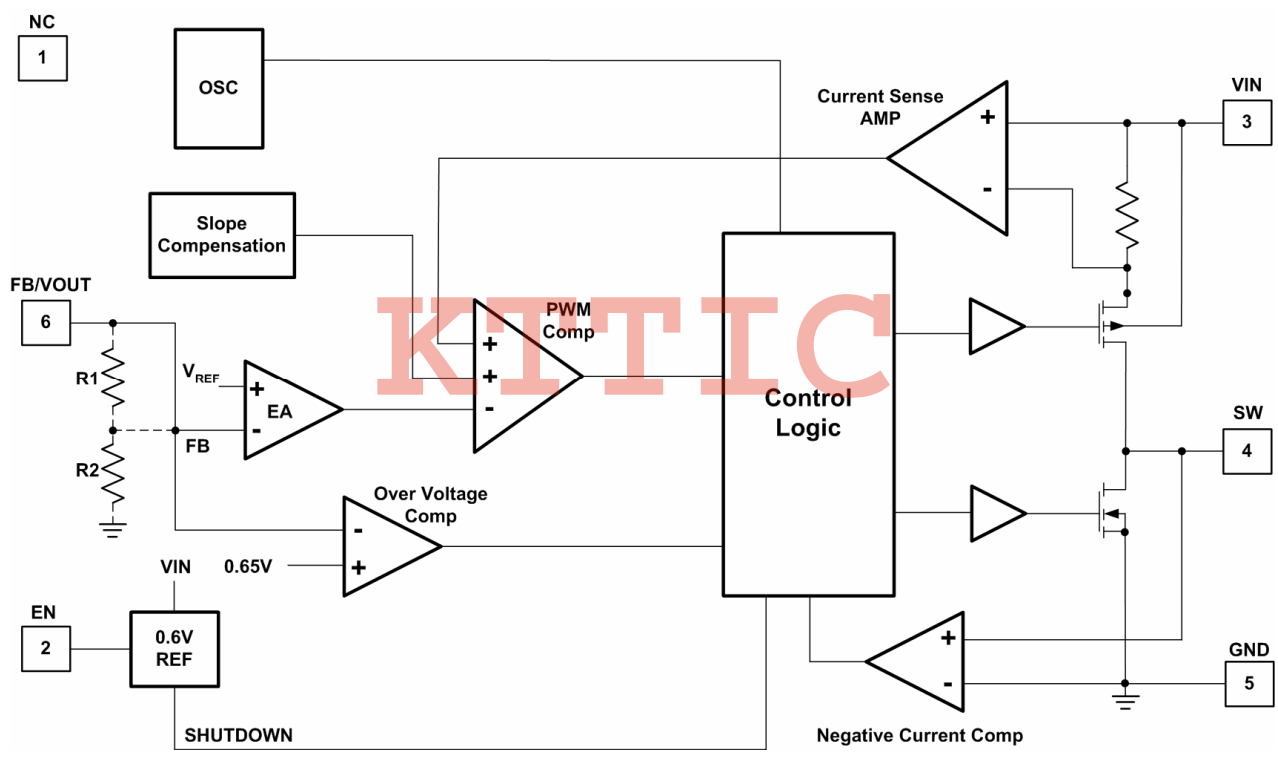 NC
1
OSC
Current Sense
AMP
+
-
VIN
3
Slope
Compensation
FB/VOUT
6
KTTIC
PWM
Comp
+
+
-
R1
VREF
+
EA
-
FB
R2
Control
Logic
SW
4
Over Voltage
Comp
-
+
VIN
0.65V
EN
2
0.6V
REF
+
-
GND
5
SHUTDOWN
Negative Current Comp